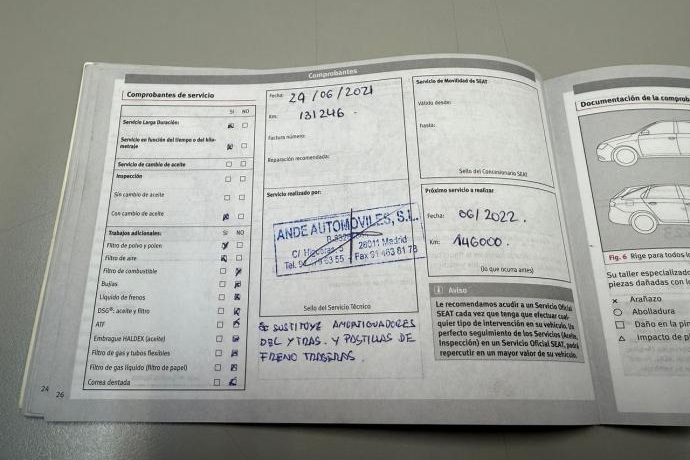 Comprobantes
Comprobantes de servicio
SI NO
Servicio Larga Duración:
Servicio en función del tiempo o del kilo-
metraje
Servicio de cambio de aceite
Inspección
Sin cambio de aceite
Con cambio de aceite
Trabajos adicionales: SI NO
Filtro de polvo y polen
Filtro de aire
Filtro de combustible
Bujías
Líquido de frenos
DSG®: aceite y filtro
ATF
Embrague HALDEX (aceite)
Filtro de gas y tubos flexibles
Filtro de gas líquido (filtro de papel)
Correa dentada
24
26
Fecha: 29/06/2021
Km: 131246.
Factura número:
Reparación recomendada:
Servicio realizado por:
ANDE AUTOMOVILES, S.L.
28011 Madrid
Fax 91 463 61 78
Sello del Servicio Técnico
SE SUSTITUYE AMORTIGUADORES
DEL Y TRAS. Y PASTILLAS DE
FRENO TRASERAS.
Servicio de Movilidad de SEAT
Válido desde:
hasta:
Sello del Concesionario SEAT
Próximo servicio a realizar
Fecha: 06/2022.
Km: 146000.
(lo que ocurra antes)
i Aviso
Le recomendamos acudir a un Servicio Oficial
SEAT cada vez que tenga que efectuar cual-
quier tipo de intervención en su vehículo. Un
perfecto seguimiento de los Servicios (Aceite,
Inspección) en un Servicio Oficial SEAT, podrá
repercutir en un mayor valor de su vehículo.
Documentación de la comprob
Fig. 6 Rige para todos l
Su taller especializad
piezas dañadas con l
× Arañazo
○ Abolladura
□ Daño en la pin
△ Impacto de p